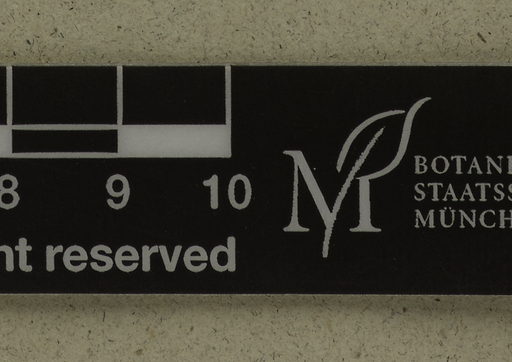 8 9 10
nt reserved
M
BOTANI
STAATSS
MÜNCH